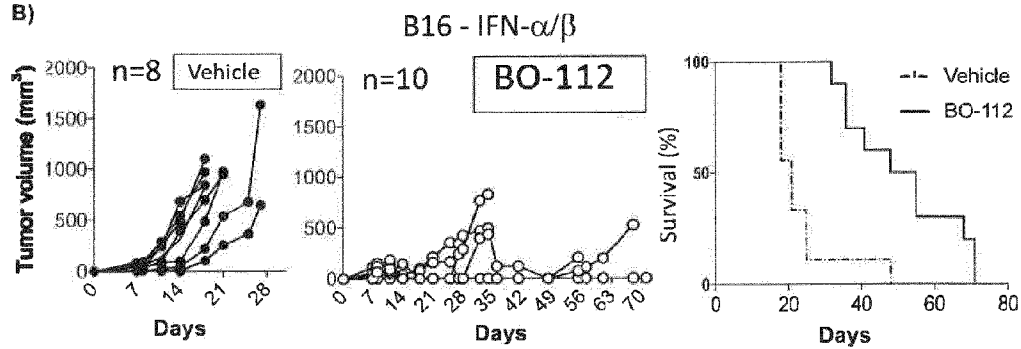 B)
B16 - IFN-α/β
n=8 Vehicle
n=10 BO-112
Tumor volume (mm³)
2000
1500
1000
500
0
0 7 14 21 28
Days
2000
1500
1000
500
0
0 7 14 21 28 35 42 49 56 63 70
Days
Survival (%)
100
50
0
0 20 40 60 80
Days
Vehicle
BO-112